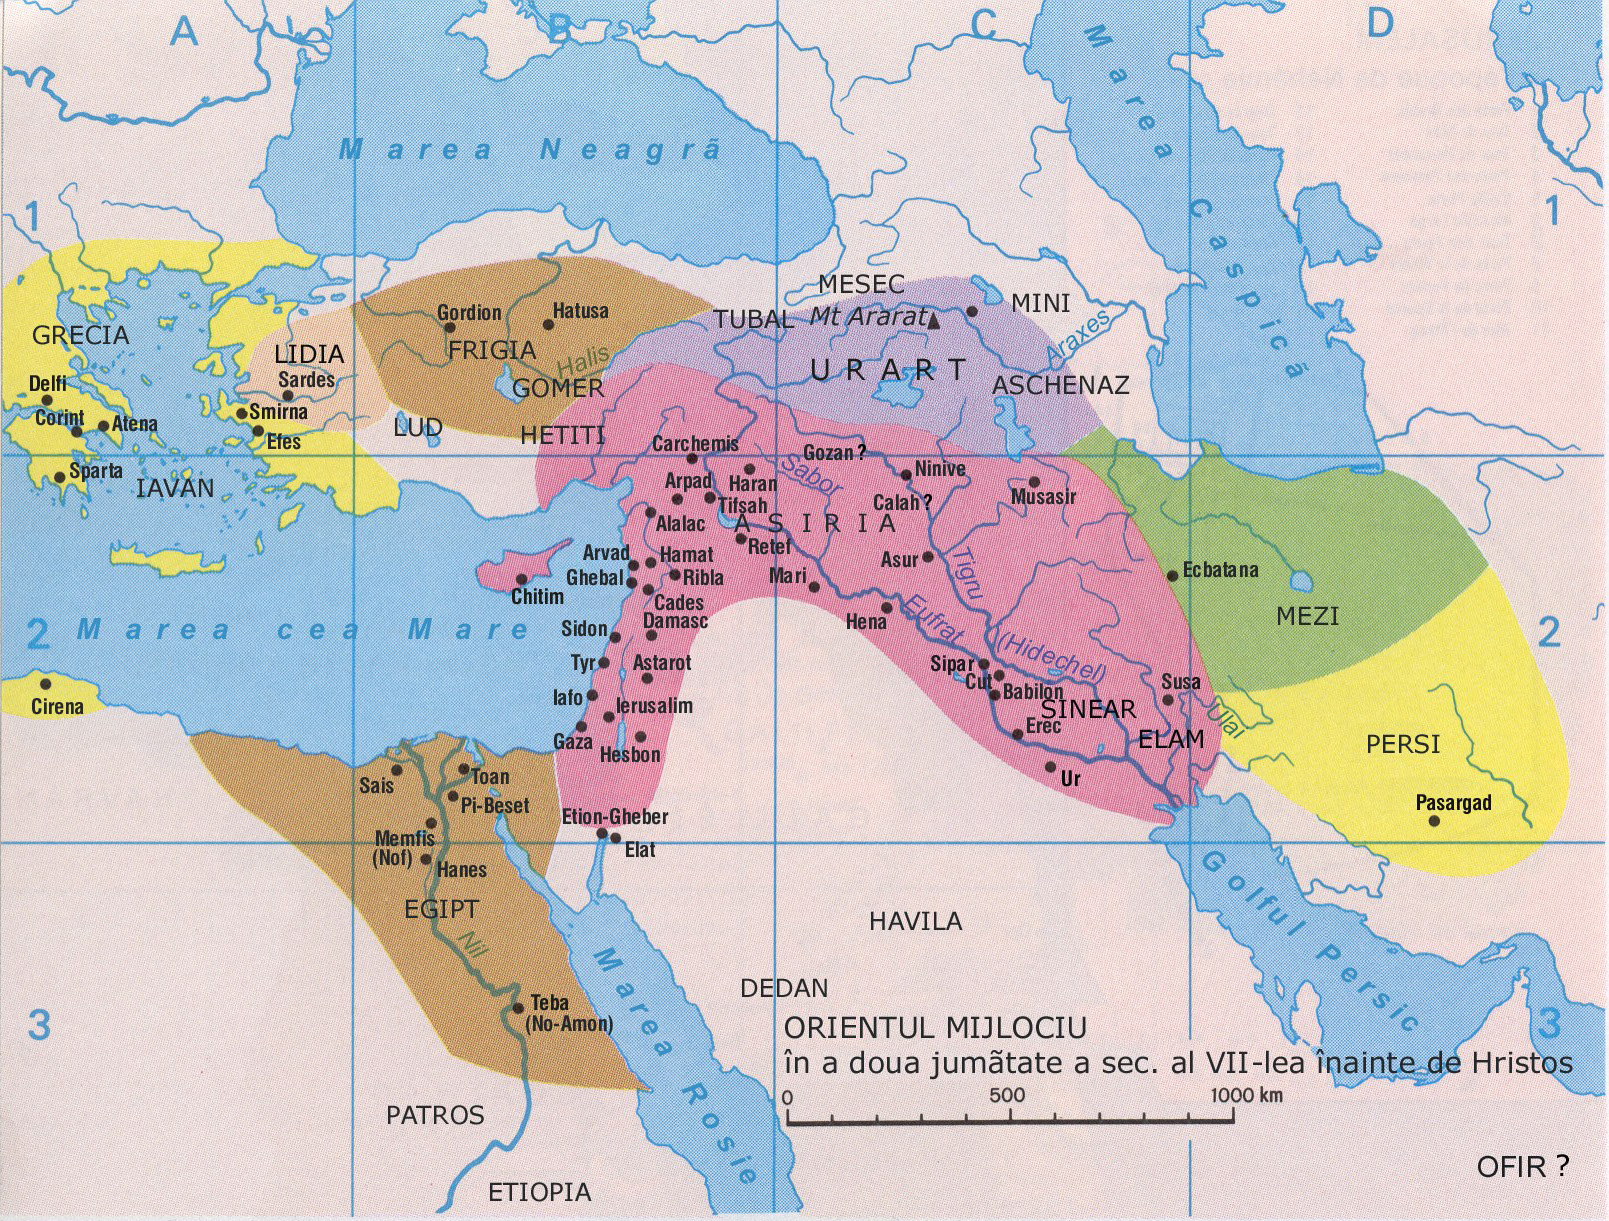 A
B
C
D
Marea Caspică
Marea Neagră
1
1
MESEC
MINI
TUBAL
Mt Ararat
Araxes
GRECIA
Gordion
Hatusa
LIDIA
FRIGIA
Halis
URART
ASCHENAZ
Delfi
Sardes
GOMER
Corint
Atena
Smirna
Efes
LUD
HETITI
Carchemis
Gozan ?
Sparta
IAVAN
Arpad
Haran
Sabor
Ninive
Musasir
Tifsah
Calah ?
Alalac
ASIRIA
Retef
Arvad
Hamat
Asur
Tigru
Ghebal
Ribla
Mari
Ecbatana
Chitim
Cades
Hena
Eufrat
MEZI
2
Marea cea Mare
Sidon
Damasc
(Hidechel)
2
Tyr
Astarot
Sipar
Cut
Babilon
Susa
Cirena
Iafo
Ierusalim
SINEAR
Ulai
Gaza
Hesbon
Erec
ELAM
PERSI
Sais
Toan
Ur
Pi-Beset
Etion-Gheber
Pasargad
Memfis
(Nof)
Elat
Hanes
EGIPT
Nil
HAVILA
Golful Persic
Marea Rosie
DEDAN
Teba
(No-Amon)
3
3
ORIENTUL MIJLOCIU
în a doua jumãtate a sec. al VII-lea înainte de Hristos
0 500 1000 km
PATROS
ETIOPIA
OFIR ?